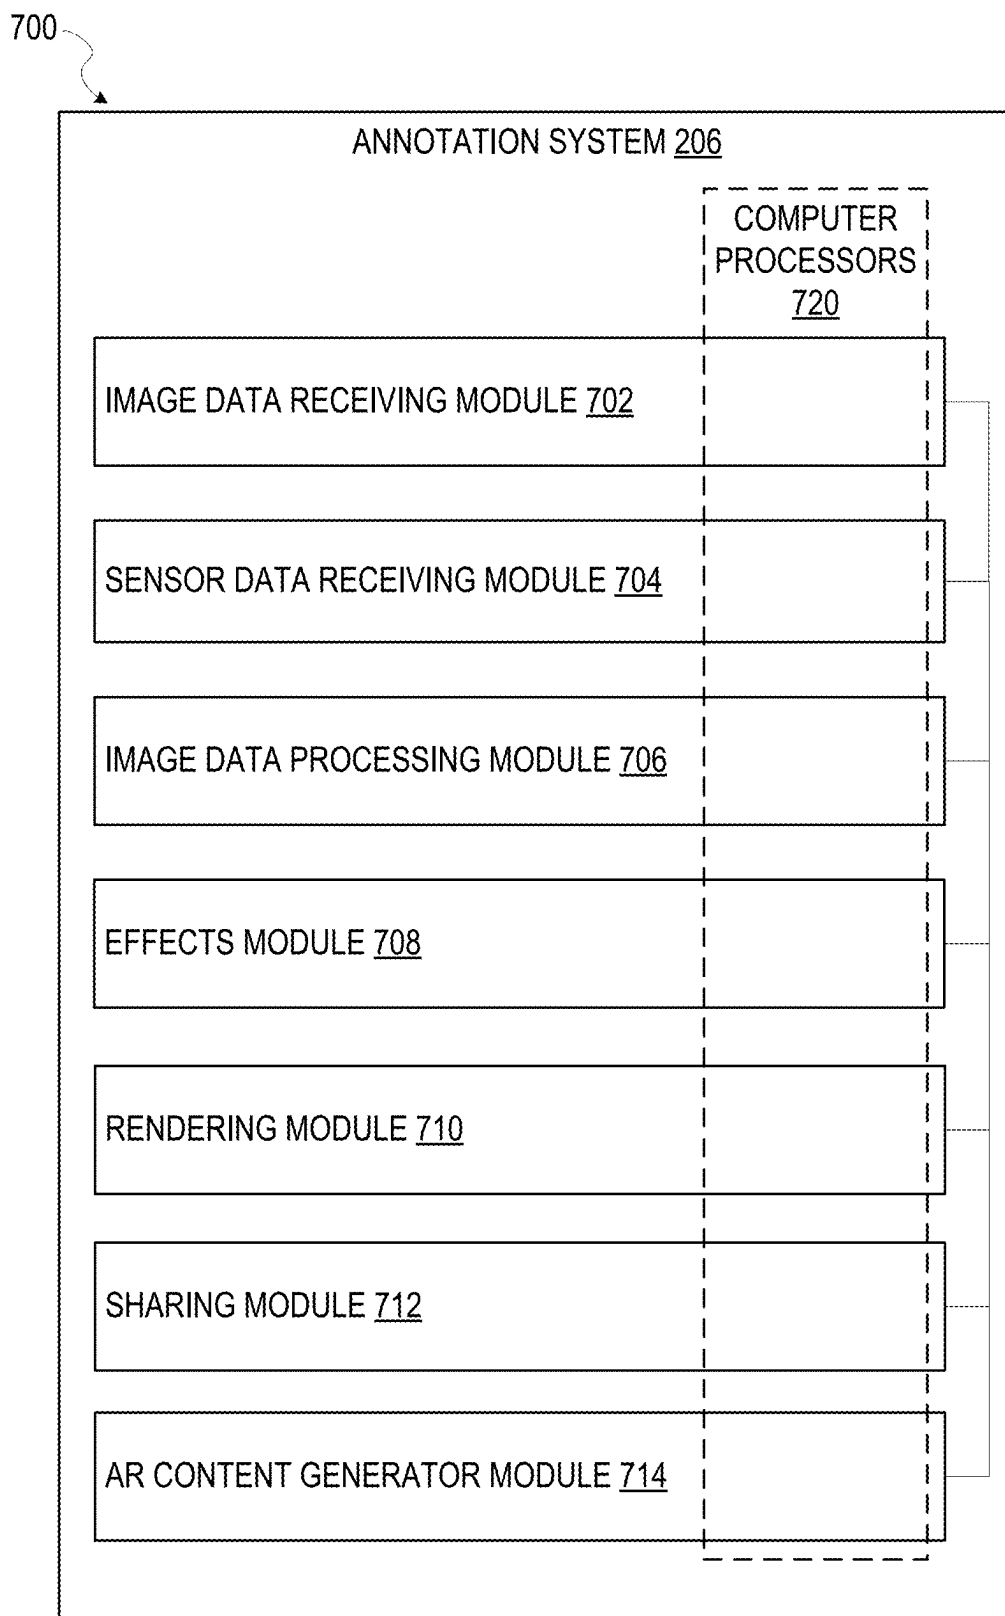 700
ANNOTATION SYSTEM 206
COMPUTER
PROCESSORS
720
IMAGE DATA RECEIVING MODULE 702
SENSOR DATA RECEIVING MODULE 704
IMAGE DATA PROCESSING MODULE 706
EFFECTS MODULE 708
RENDERING MODULE 710
SHARING MODULE 712
AR CONTENT GENERATOR MODULE 714